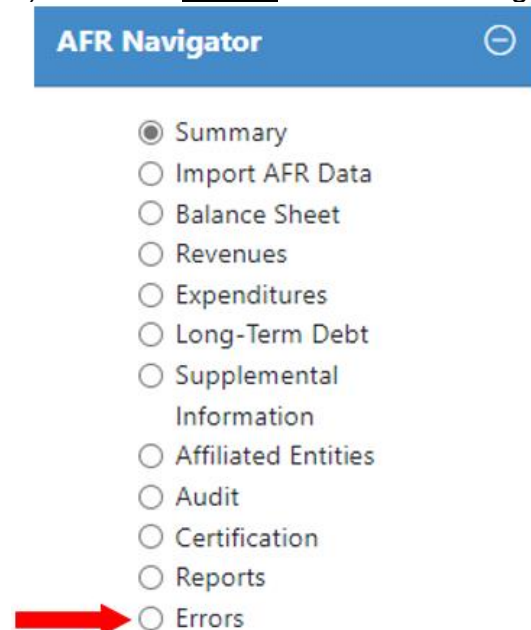 AFR Navigator
Summary
Import AFR Data
Balance Sheet
Revenues
Expenditures
Long-Term Debt
Supplemental
Information
Affiliated Entities
Audit
Certification
Reports
Errors